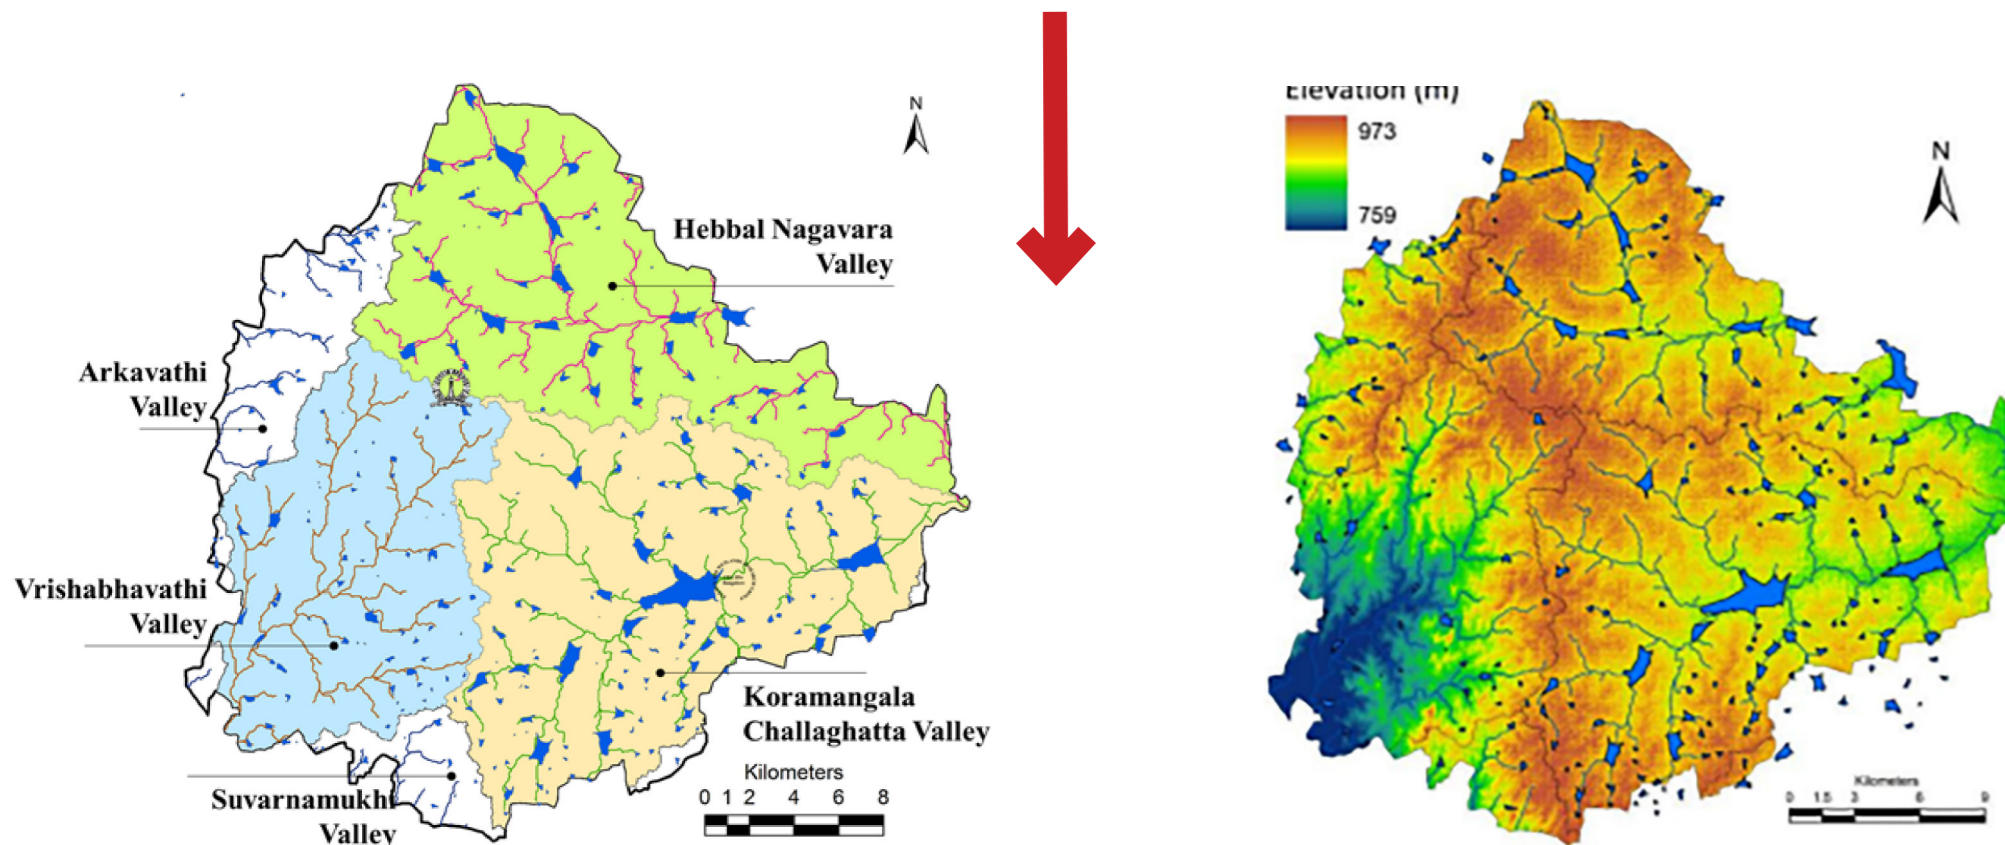 N
Hebbal Nagavara
Valley
Arkavathi
Valley
Vrishabhavathi
Valley
Koramangala
Challaghatta Valley
Suvarnamukhi
Valley
Kilometers
0 1 2 4 6 8
Elevation (m)
973
759
N
Kilometers
0 1.5 3 6 9